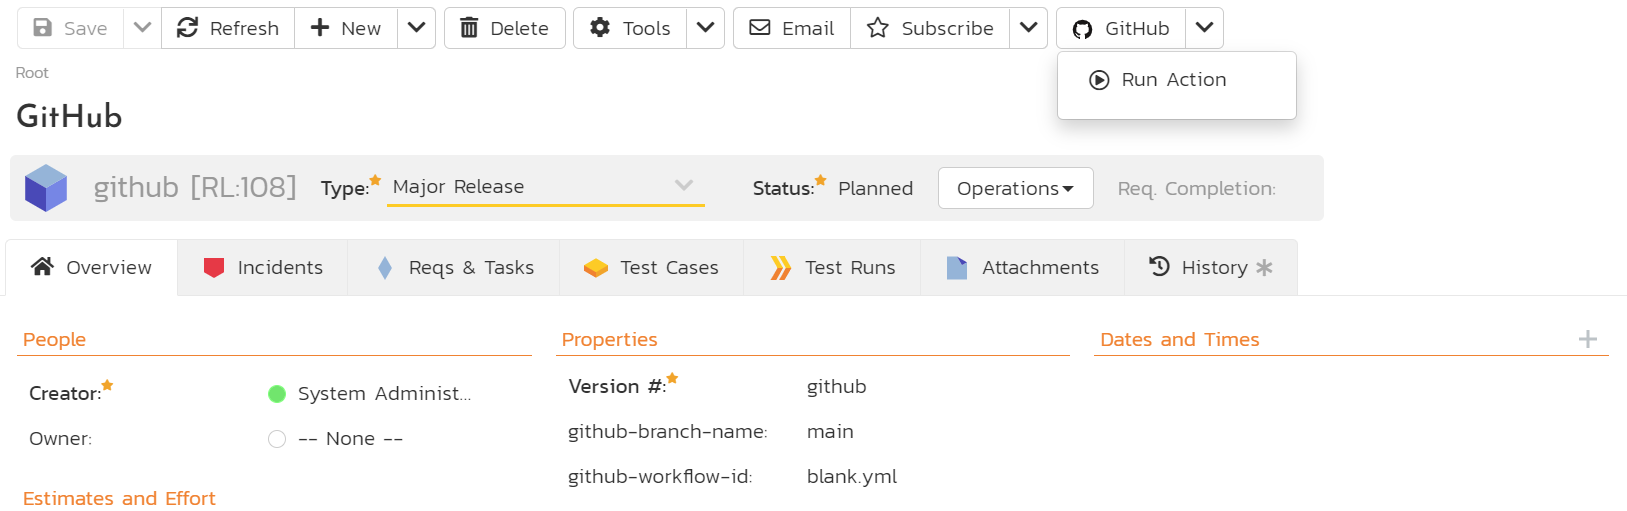 Save Refresh New Delete Tools Email Subscribe GitHub
Run Action
Root
GitHub
github [RL:108] Type: Major Release Status: Planned Operations Req. Completion:
Overview Incidents Reqs & Tasks Test Cases Test Runs Attachments History
People Properties Dates and Times
Creator: System Administ... Version #: github
Owner: -- None -- github-branch-name: main
github-workflow-id: blank.yml
Estimates and Effort